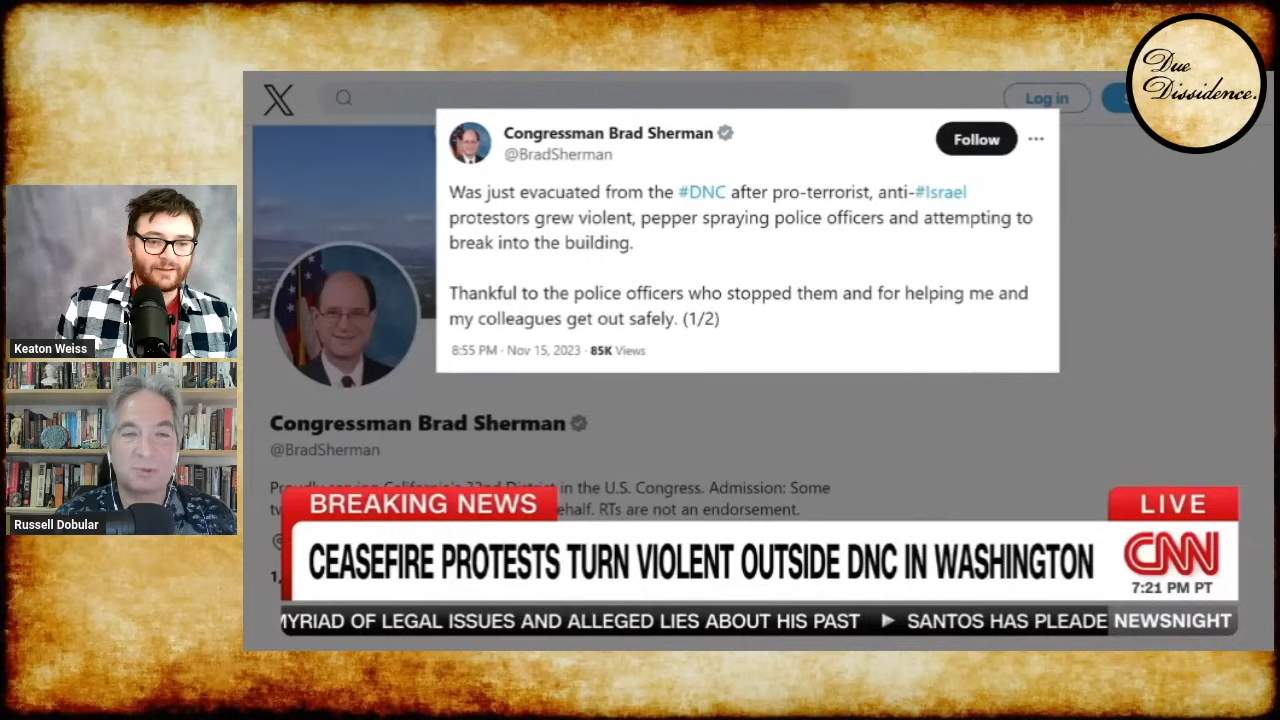 Due
Dissidence.
Log in
Congressman Brad Sherman
@BradSherman
Follow
Was just evacuated from the #DNC after pro-terrorist, anti-#Israel
protestors grew violent, pepper spraying police officers and attempting to
break into the building.
Thankful to the police officers who stopped them and for helping me and
my colleagues get out safely. (1/2)
8:55 PM · Nov 15, 2023 · 85K Views
Keaton Weiss
Russell Dobular
Congressman Brad Sherman
@BradSherman
in the U.S. Congress. Admission: Some
ehalf. RTs are not an endorsement.
BREAKING NEWS
LIVE
CEASEFIRE PROTESTS TURN VIOLENT OUTSIDE DNC IN WASHINGTON
CNN
7:21 PM PT
MYRIAD OF LEGAL ISSUES AND ALLEGED LIES ABOUT HIS PAST ► SANTOS HAS PLEADE NEWSNIGHT